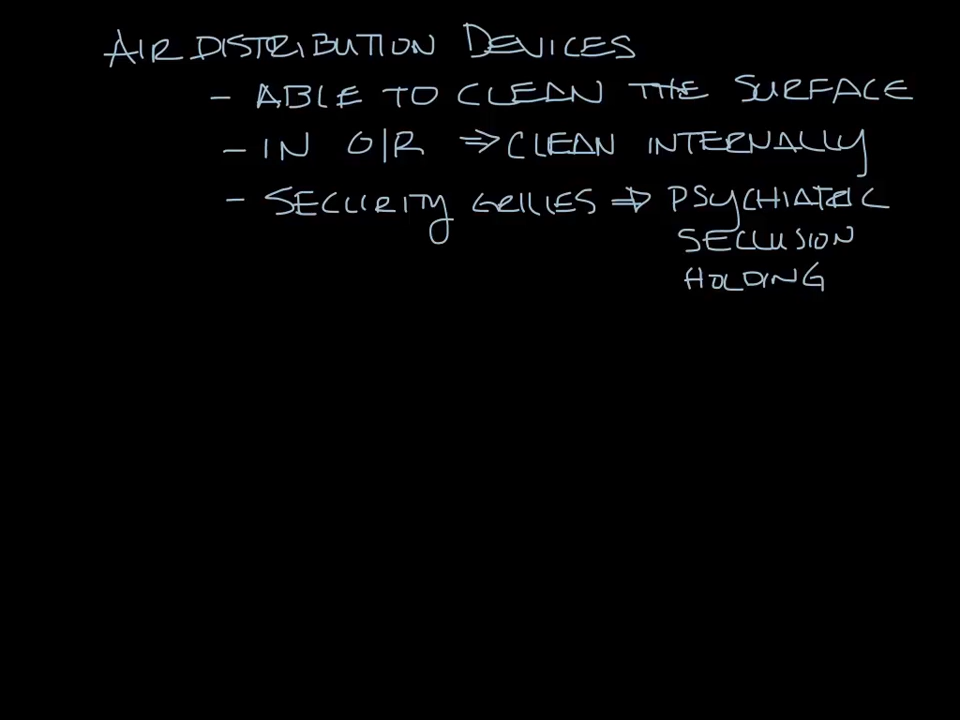 AIR DISTRIBUTION DEVICES
- ABLE TO CLEAN THE SURFACE
- IN O/R ⇒ CLEAN INTERNALLY
- SECURITY GRILLES ⇒ PSYCHIATRIC
SECLUSION
HOLDING